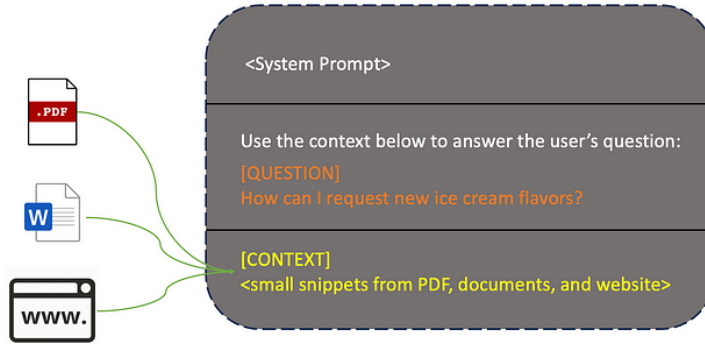 <System Prompt>
.PDF
Use the context below to answer the user's question:
[QUESTION]
How can I request new ice cream flavors?
W
[CONTEXT]
<small snippets from PDF, documents, and website>
www.